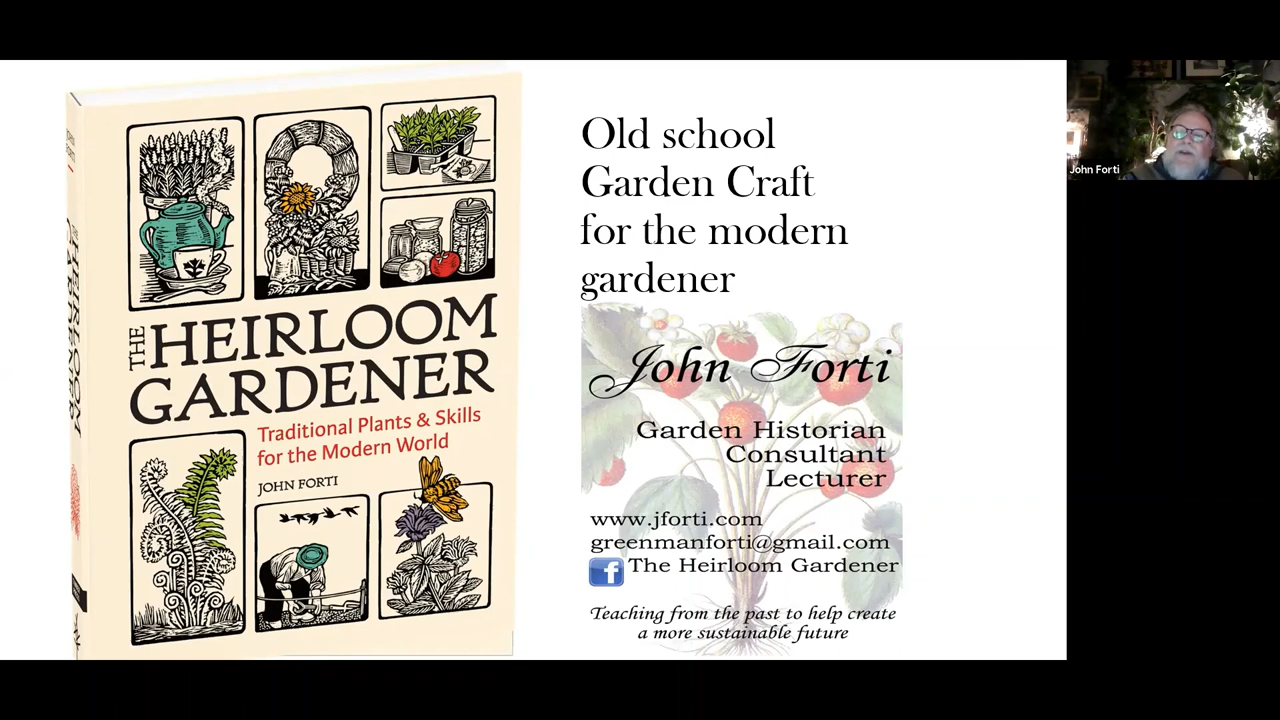 THE
HEIRLOOM
GARDENER
Traditional Plants & Skills
for the Modern World
JOHN FORTI
Old school
Garden Craft
for the modern
gardener
John Forti
Garden Historian
Consultant
Lecturer
www.jforti.com
greenmanforti@gmail.com
f The Heirloom Gardener
Teaching from the past to help create
a more sustainable future
John Forti